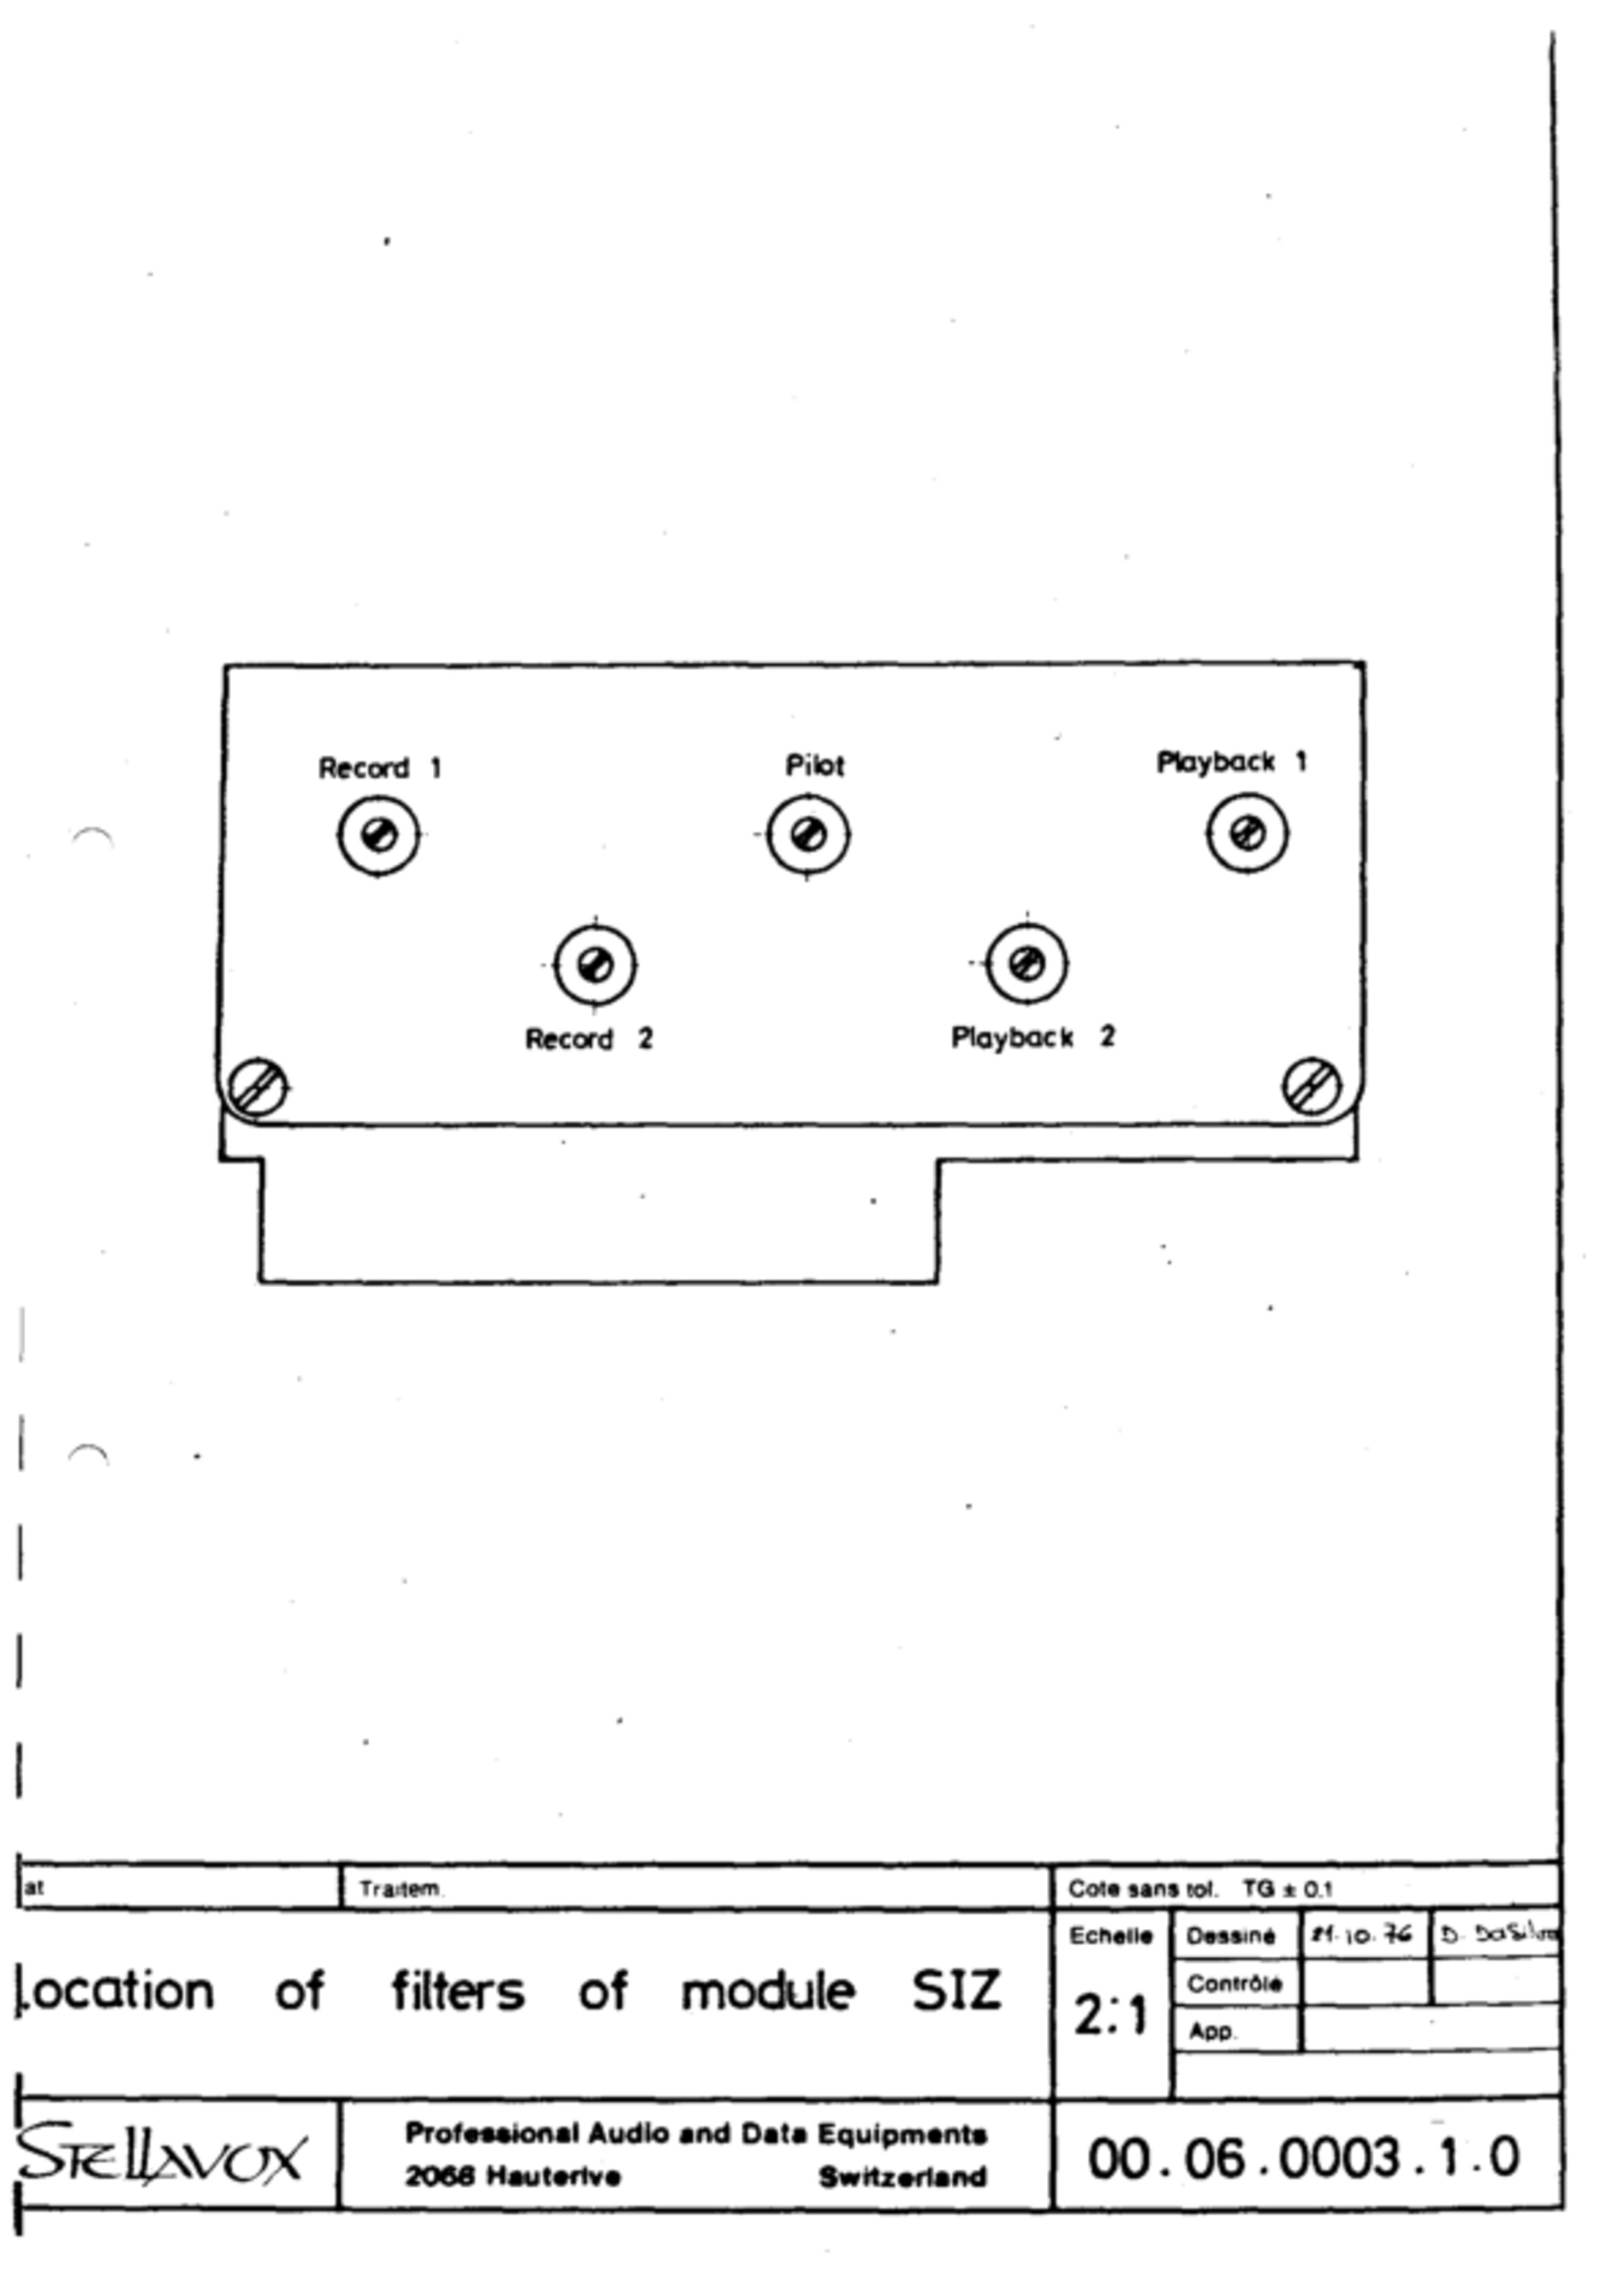 Record 1
Pilot
Playback 1
Record 2
Playback 2
at
Traitem.
Cote sans tol. TG ± 0.1
Echelle
2:1
Dessiné
10.76
D. DaSilva
Contrôle
App.
Location of filters of module SIZ
STELLAVOX
Professional Audio and Data Equipments
2068 Hauterive Switzerland
00.06.0003.1.0